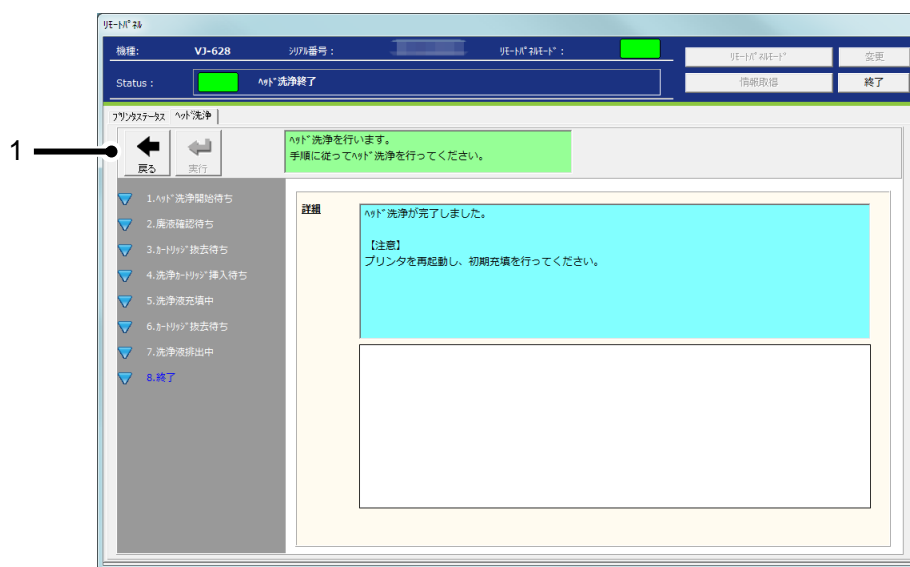 ﾘﾓｰﾄﾊﾟﾈﾙ
機種: VJ-628 ｼﾘｱﾙ番号： ﾘﾓｰﾄﾊﾟﾈﾙﾓｰﾄﾞ：
ﾘﾓｰﾄﾊﾟﾈﾙﾓｰﾄﾞ 変更
Status： ﾍｯﾄﾞ洗浄終了
情報取得 終了
ﾌﾟﾘﾝﾀｽﾃｰﾀｽ ﾍｯﾄﾞ洗浄
1
戻る 実行
ﾍｯﾄﾞ洗浄を行います。
手順に従ってﾍｯﾄﾞ洗浄を行ってください。
1.ﾍｯﾄﾞ洗浄開始待ち
2.廃液確認待ち
3.ｶｰﾄﾘｯｼﾞ抜去待ち
4.洗浄ｶｰﾄﾘｯｼﾞ挿入待ち
5.洗浄液充填中
6.ｶｰﾄﾘｯｼﾞ抜去待ち
7.洗浄液排出中
8.終了
詳細
ﾍｯﾄﾞ洗浄が完了しました。
【注意】
プリンタを再起動し、初期充填を行ってください。